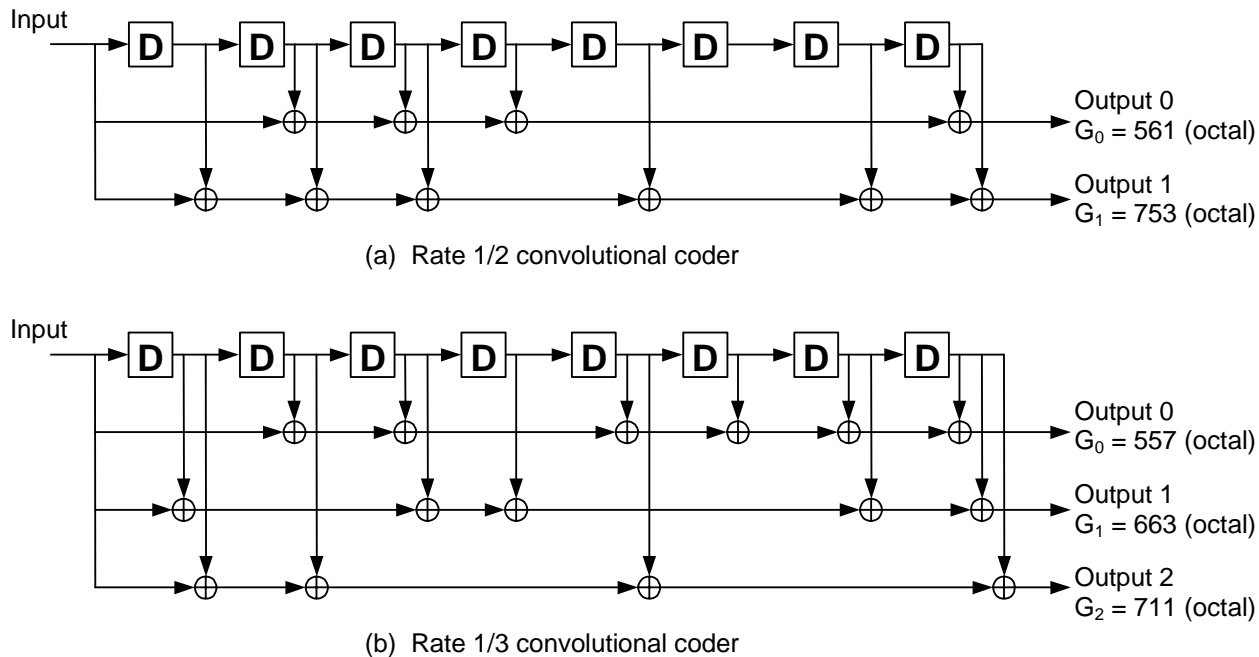 Input
D D D D D D D D
Output 0
G₀ = 561 (octal)
Output 1
G₁ = 753 (octal)
(a) Rate 1/2 convolutional coder
Input
D D D D D D D D
Output 0
G₀ = 557 (octal)
Output 1
G₁ = 663 (octal)
Output 2
G₂ = 711 (octal)
(b) Rate 1/3 convolutional coder